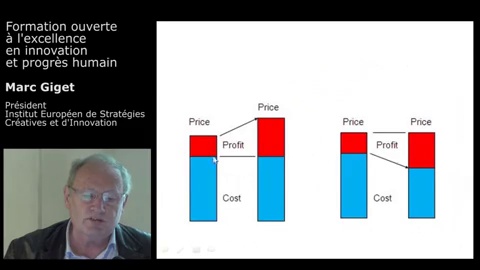 Formation ouverte
à l'excellence
en innovation
et progrès humain
Marc Giget
Président
Institut Européen de Stratégies
Créatives et d'Innovation
Price
Price
Profit
Cost
Price
Price
Profit
Cost